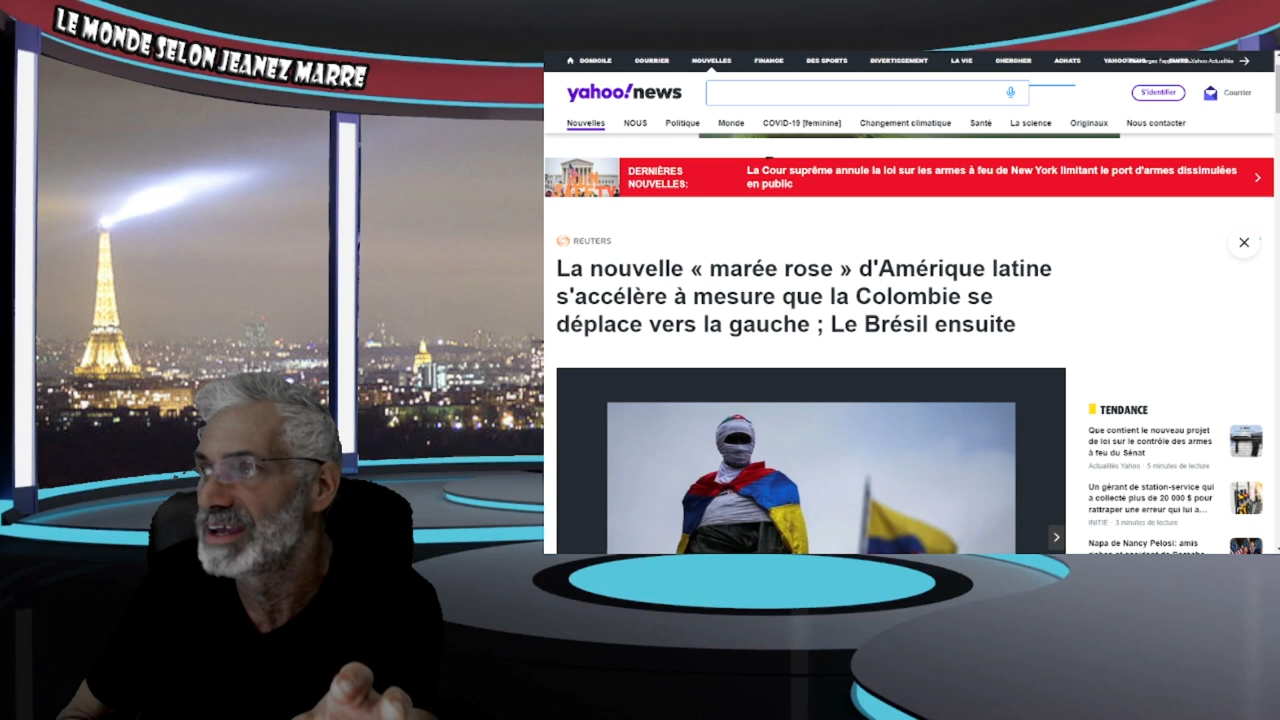 LE MONDE SELON JEANEZ MARRE
DOMICILE COURRIER NOUVELLES FINANCE DES SPORTS DIVERTISSEMENT LA VIE CHERCHER ACHATS
yahoo!news
S'identifier
Courrier
Nouvelles NOUS Politique Monde COVID-19 [feminine] Changement climatique Santé La science Originaux Nous contacter
DERNIÈRES
NOUVELLES:
La Cour suprême annule la loi sur les armes à feu de New York limitant le port d'armes dissimulées
en public
REUTERS
La nouvelle « marée rose » d'Amérique latine
s'accélère à mesure que la Colombie se
déplace vers la gauche ; Le Brésil ensuite
TENDANCE
Que contient le nouveau projet
de loi sur le contrôle des armes
à feu du Sénat
Actualités Yahoo · 5 minutes de lecture
Un gérant de station-service qui
a collecté plus de 20 000 $ pour
rattraper une erreur qui lui a...
INITIÉ · 3 minutes de lecture
Napa de Nancy Pelosi: amis